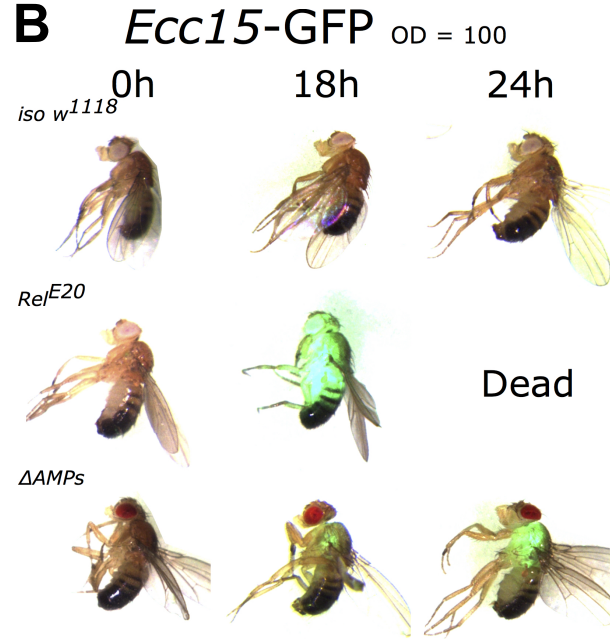 B Ecc15-GFP OD = 100
0h 18h 24h
iso w1118
RelE20
Dead
ΔAMPs